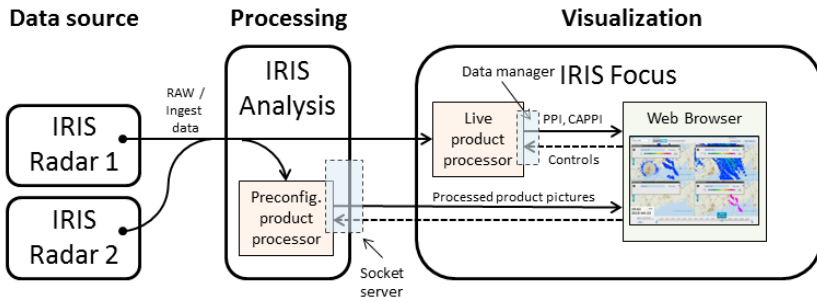 Data source
Processing
Visualization
IRIS
Radar 1
IRIS
Radar 2
RAW /
Ingest
data
IRIS
Analysis
Preconfig.
product
processor
Socket
server
IRIS Focus
Data manager
Live
product
processor
PPI, CAPPI
Controls
Processed product pictures
Web Browser